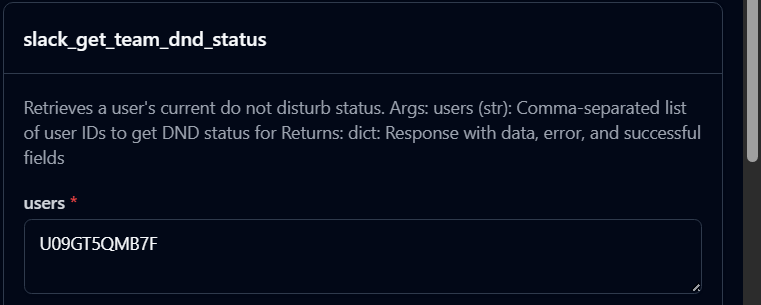 slack_get_team_dnd_status
Retrieves a user's current do not disturb status. Args: users (str): Comma-separated list
of user IDs to get DND status for Returns: dict: Response with data, error, and successful
fields
users *
U09GT5QMB7F